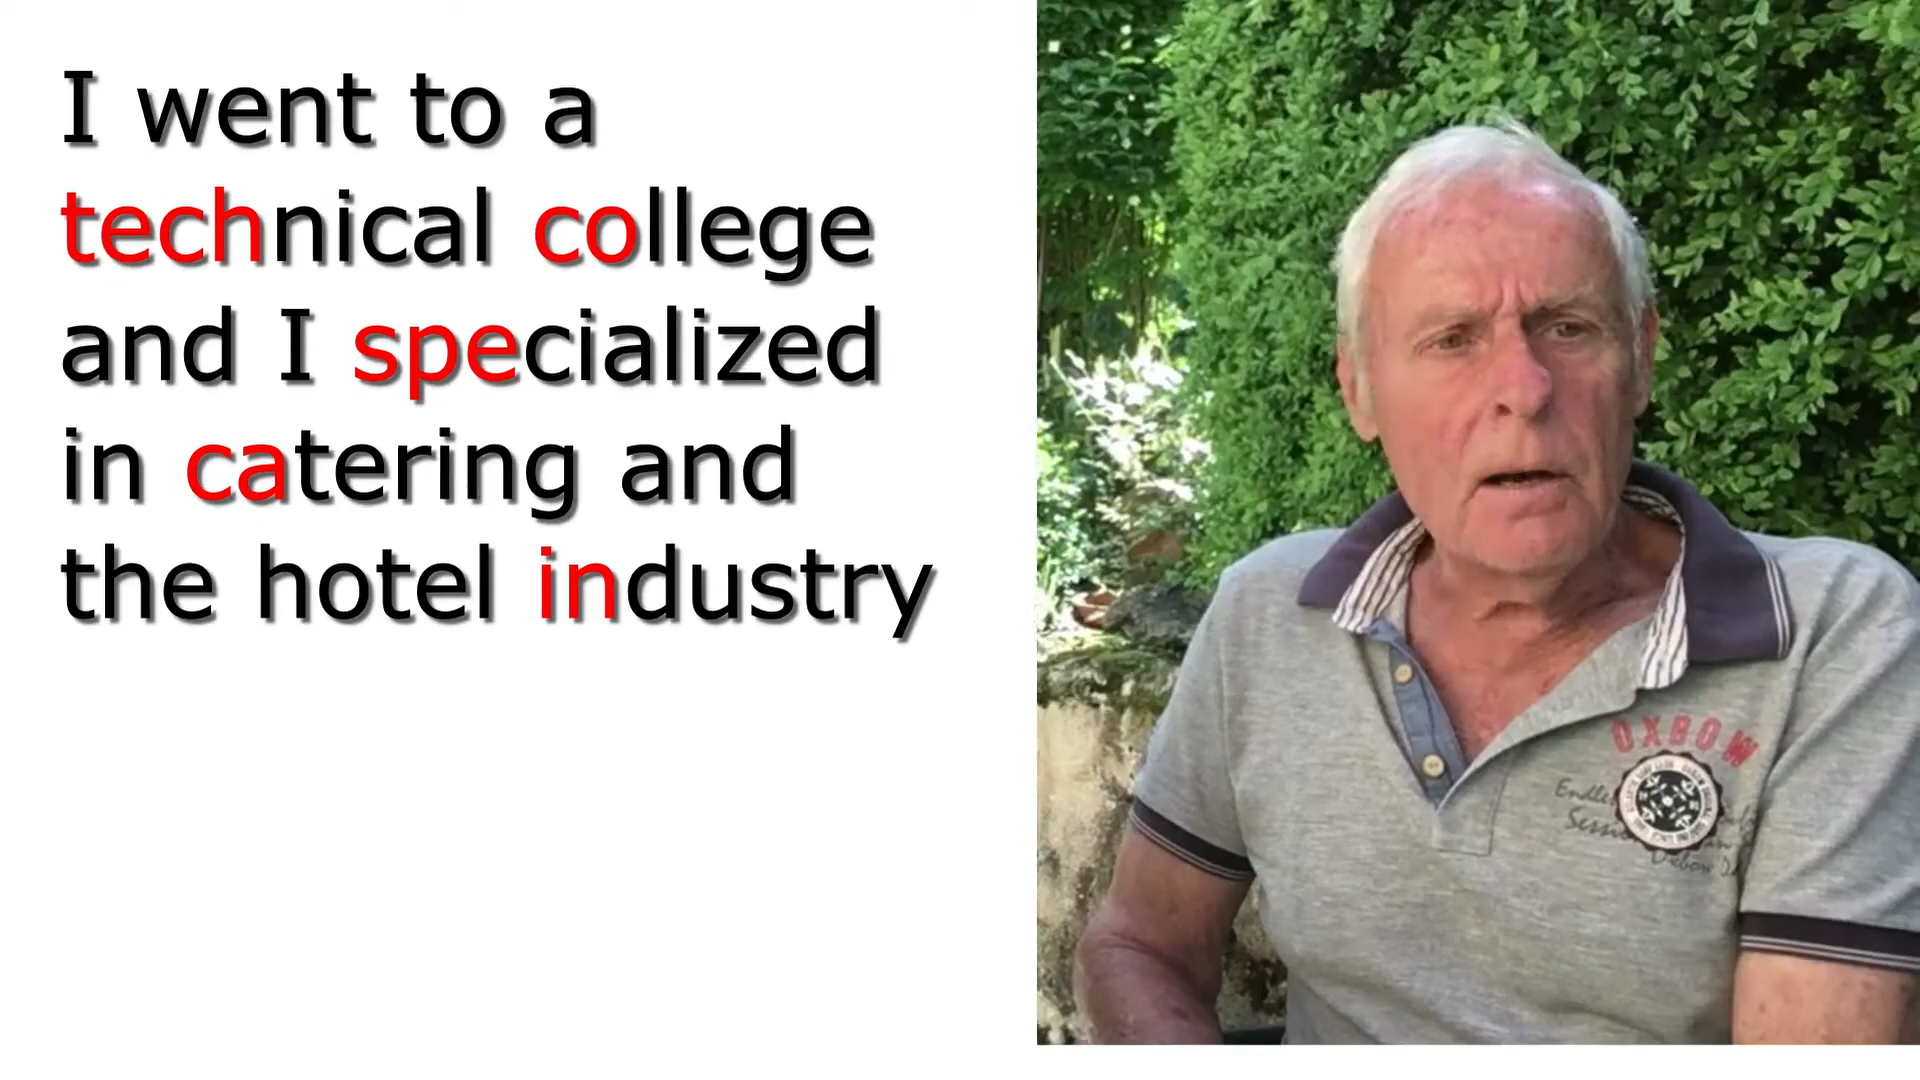 I went to a
technical college
and I specialized
in catering and
the hotel industry
OXBOW